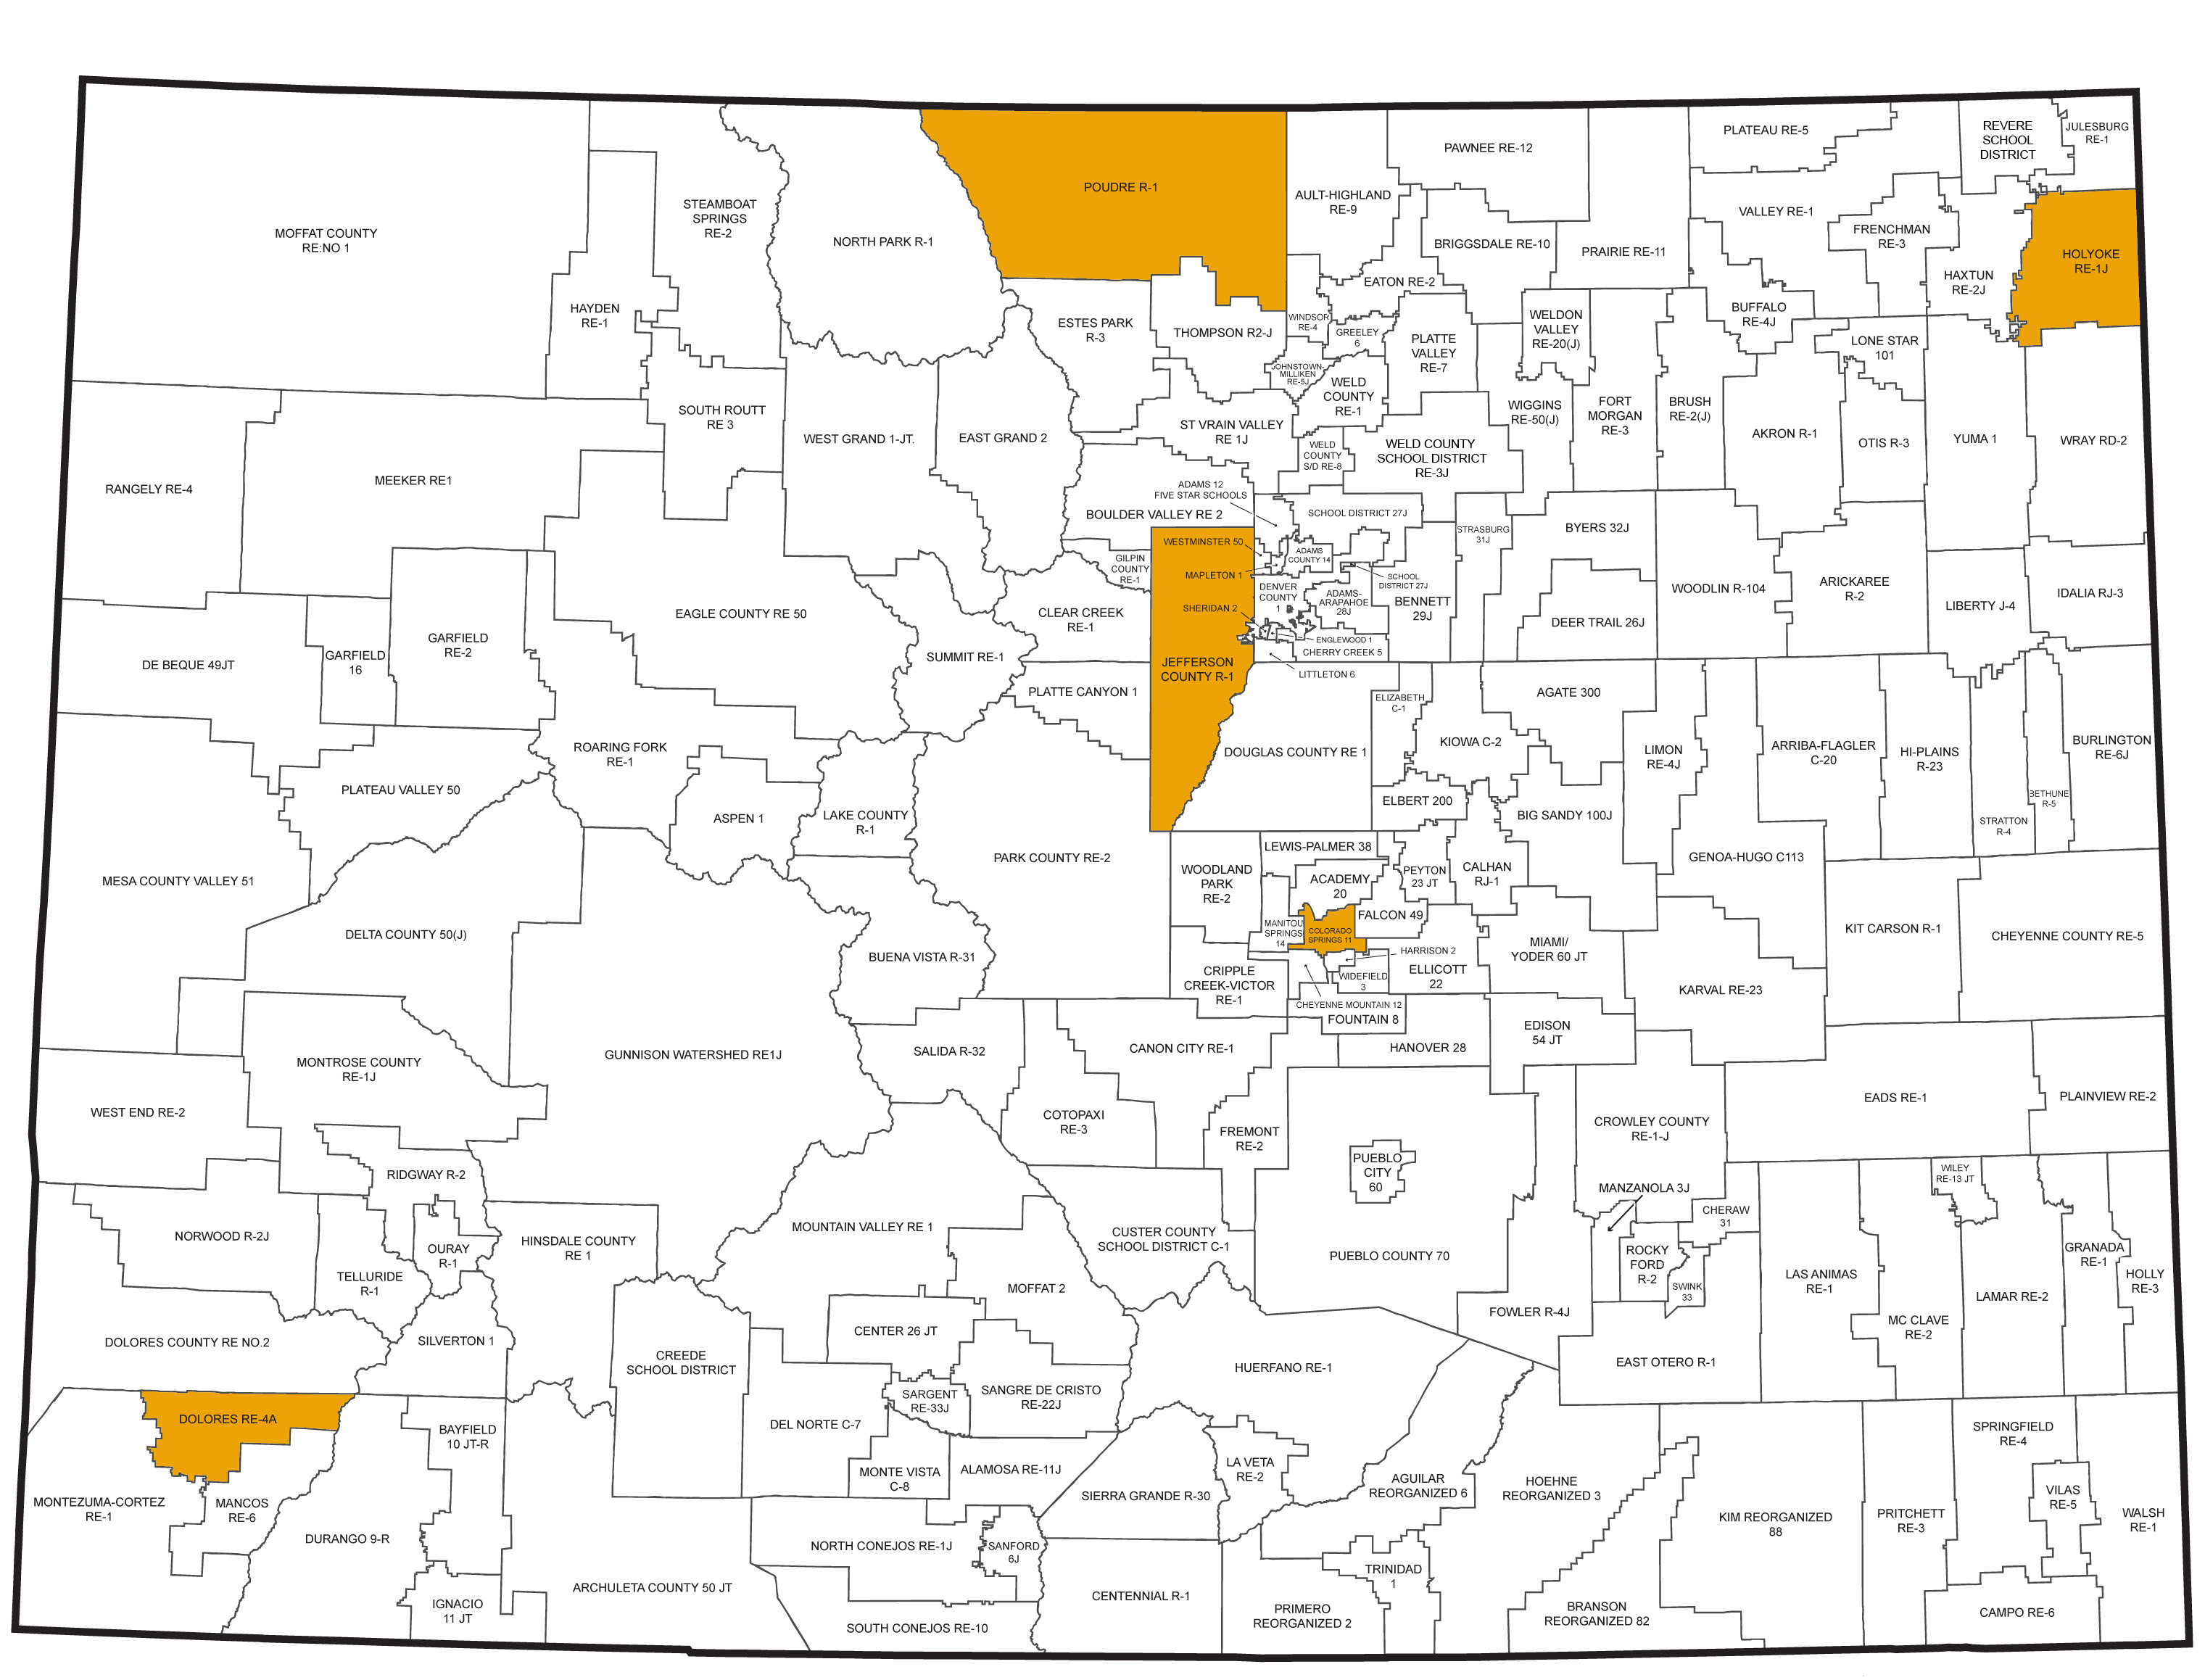 PLATEAU RE-5
REVERE
SCHOOL
DISTRICT
JULESBURG
RE-1
PAWNEE RE-12
POUDRE R-1
AULT-HIGHLAND
RE-9
STEAMBOAT
SPRINGS
RE-2
MOFFAT COUNTY
RE:NO 1
NORTH PARK R-1
VALLEY RE-1
FRENCHMAN
RE-3
BRIGGSDALE RE-10
PRAIRIE RE-11
HOLYOKE
RE-1J
HAXTUN
RE-2J
EATON RE-2
HAYDEN
RE-1
ESTES PARK
R-3
THOMPSON R2-J
WINDSOR
RE-4
GREELEY
6
PLATTE
VALLEY
RE-7
WELDON
VALLEY
RE-20(J)
BUFFALO
RE-4J
LONE STAR
101
JOHNSTOWN-
MILLIKEN
RE-5J
WELD
COUNTY
RE-1
SOUTH ROUTT
RE 3
WEST GRAND 1-JT.
EAST GRAND 2
ST VRAIN VALLEY
RE 1J
WIGGINS
RE-50(J)
FORT
MORGAN
RE-3
BRUSH
RE-2(J)
AKRON R-1
OTIS R-3
YUMA 1
WRAY RD-2
WELD
COUNTY
S/D RE-8
WELD COUNTY
SCHOOL DISTRICT
RE-3J
RANGELY RE-4
MEEKER RE1
ADAMS 12
FIVE STAR SCHOOLS
BOULDER VALLEY RE 2
SCHOOL DISTRICT 27J
STRASBURG
31J
BYERS 32J
WESTMINSTER 50
ADAMS
COUNTY 14
GILPIN
COUNTY
RE-1
MAPLETON 1
SCHOOL
DISTRICT 27J
DENVER
COUNTY
1
ADAMS-
ARAPAHOE
28J
BENNETT
29J
WOODLIN R-104
ARICKAREE
R-2
LIBERTY J-4
IDALIA RJ-3
EAGLE COUNTY RE 50
CLEAR CREEK
RE-1
SHERIDAN 2
DEER TRAIL 26J
ENGLEWOOD 1
CHERRY CREEK 5
GARFIELD
RE-2
GARFIELD
16
DE BEQUE 49JT
SUMMIT RE-1
JEFFERSON
COUNTY R-1
LITTLETON 6
PLATTE CANYON 1
ELIZABETH
C-1
AGATE 300
ROARING FORK
RE-1
DOUGLAS COUNTY RE 1
KIOWA C-2
LIMON
RE-4J
ARRIBA-FLAGLER
C-20
HI-PLAINS
R-23
BURLINGTON
RE-6J
PLATEAU VALLEY 50
ASPEN 1
LAKE COUNTY
R-1
ELBERT 200
BIG SANDY 100J
STRATTON
R-4
BETHUNE
R-5
MESA COUNTY VALLEY 51
PARK COUNTY RE-2
LEWIS-PALMER 38
WOODLAND
PARK
RE-2
ACADEMY
20
PEYTON
23 JT
CALHAN
RJ-1
GENOA-HUGO C113
DELTA COUNTY 50(J)
MANITOU
SPRINGS
14
COLORADO
SPRINGS 11
FALCON 49
KIT CARSON R-1
CHEYENNE COUNTY RE-5
BUENA VISTA R-31
HARRISON 2
MIAMI/
YODER 60 JT
CRIPPLE
CREEK-VICTOR
RE-1
WIDEFIELD
3
ELLICOTT
22
KARVAL RE-23
CHEYENNE MOUNTAIN 12
FOUNTAIN 8
EDISON
54 JT
MONTROSE COUNTY
RE-1J
GUNNISON WATERSHED RE1J
SALIDA R-32
CANON CITY RE-1
HANOVER 28
WEST END RE-2
COTOPAXI
RE-3
FREMONT
RE-2
CROWLEY COUNTY
RE-1-J
EADS RE-1
PLAINVIEW RE-2
PUEBLO
CITY
60
RIDGWAY R-2
WILEY
RE-13 JT
MANZANOLA 3J
CHERAW
31
NORWOOD R-2J
OURAY
R-1
HINSDALE COUNTY
RE 1
MOUNTAIN VALLEY RE 1
CUSTER COUNTY
SCHOOL DISTRICT C-1
PUEBLO COUNTY 70
ROCKY
FORD
R-2
SWINK
33
LAS ANIMAS
RE-1
GRANADA
RE-1
HOLLY
RE-3
TELLURIDE
R-1
MOFFAT 2
FOWLER R-4J
LAMAR RE-2
MC CLAVE
RE-2
DOLORES COUNTY RE NO.2
SILVERTON 1
CENTER 26 JT
CREEDE
SCHOOL DISTRICT
HUERFANO RE-1
EAST OTERO R-1
SARGENT
RE-33J
SANGRE DE CRISTO
RE-22J
DOLORES RE-4A
BAYFIELD
10 JT-R
DEL NORTE C-7
SPRINGFIELD
RE-4
MONTE VISTA
C-8
ALAMOSA RE-11J
LA VETA
RE-2
AGUILAR
REORGANIZED 6
HOEHNE
REORGANIZED 3
MONTEZUMA-CORTEZ
RE-1
MANCOS
RE-6
SIERRA GRANDE R-30
KIM REORGANIZED
88
PRITCHETT
RE-3
VILAS
RE-5
WALSH
RE-1
DURANGO 9-R
NORTH CONEJOS RE-1J
SANFORD
6J
TRINIDAD
1
ARCHULETA COUNTY 50 JT
CENTENNIAL R-1
IGNACIO
11 JT
PRIMERO
REORGANIZED 2
BRANSON
REORGANIZED 82
CAMPO RE-6
SOUTH CONEJOS RE-10